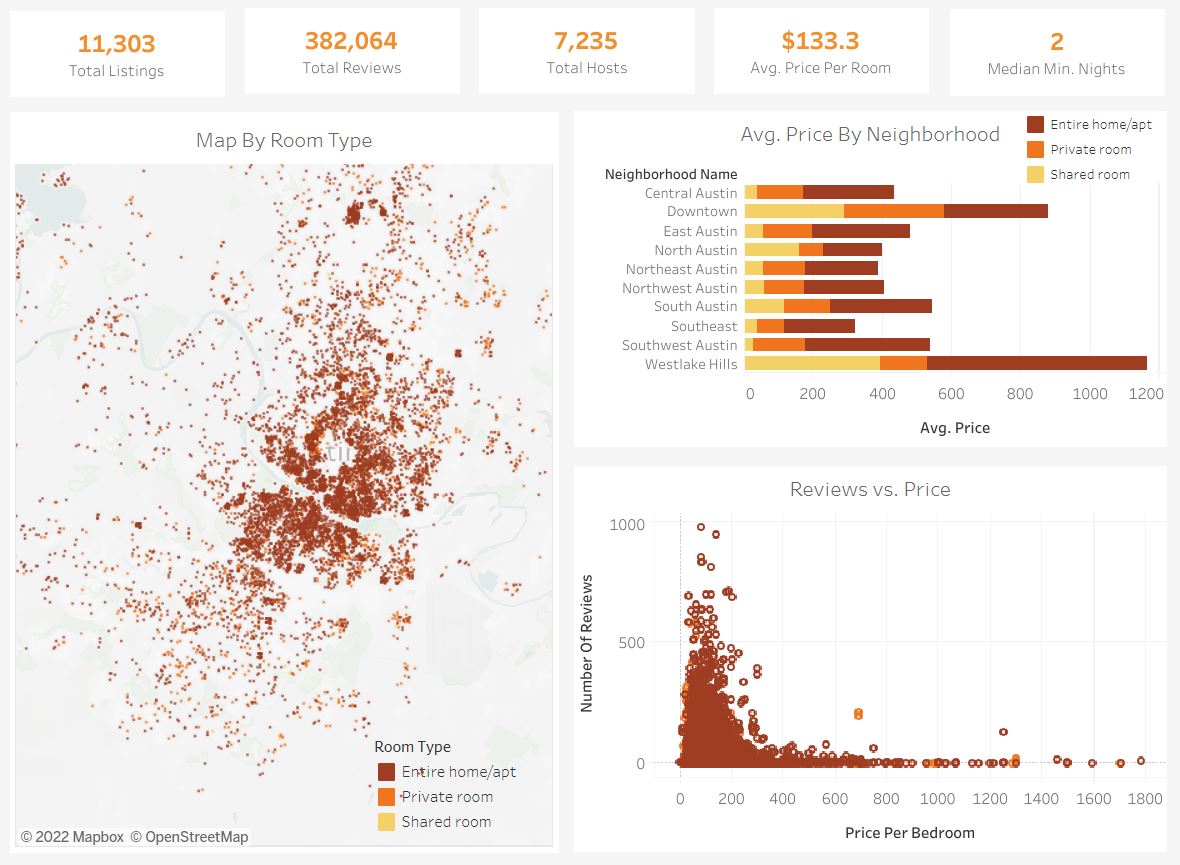 11,303
Total Listings
382,064
Total Reviews
7,235
Total Hosts
$133.3
Avg. Price Per Room
2
Median Min. Nights
Map By Room Type
tin
Room Type
Entire home/apt
Private room
Shared room
© 2022 Mapbox © OpenStreetMap
Avg. Price By Neighborhood
Entire home/apt
Private room
Shared room
Neighborhood Name
Central Austin
Downtown
East Austin
North Austin
Northeast Austin
Northwest Austin
South Austin
Southeast
Southwest Austin
Westlake Hills
0 200 400 600 800 1000 1200
Avg. Price
Reviews vs. Price
Number Of Reviews
1000
500
0
0 200 400 600 800 1000 1200 1400 1600 1800
Price Per Bedroom